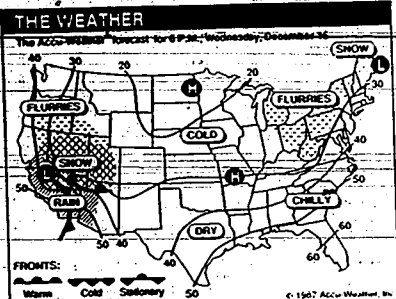 THE WEATHER
The Accu-Weather forecast for 6 P.M., Wednesday, December 16
SNOW
40 30 20 20 L 30
H
FLURRIES FLURRIES
COLD
40
SNOW
L H 50
50 RAIN CHILLY
50 40 DRY 60
40 60
50
FRONTS:
Warm Cold Stationary
© 1987 Accu-Weather, Inc